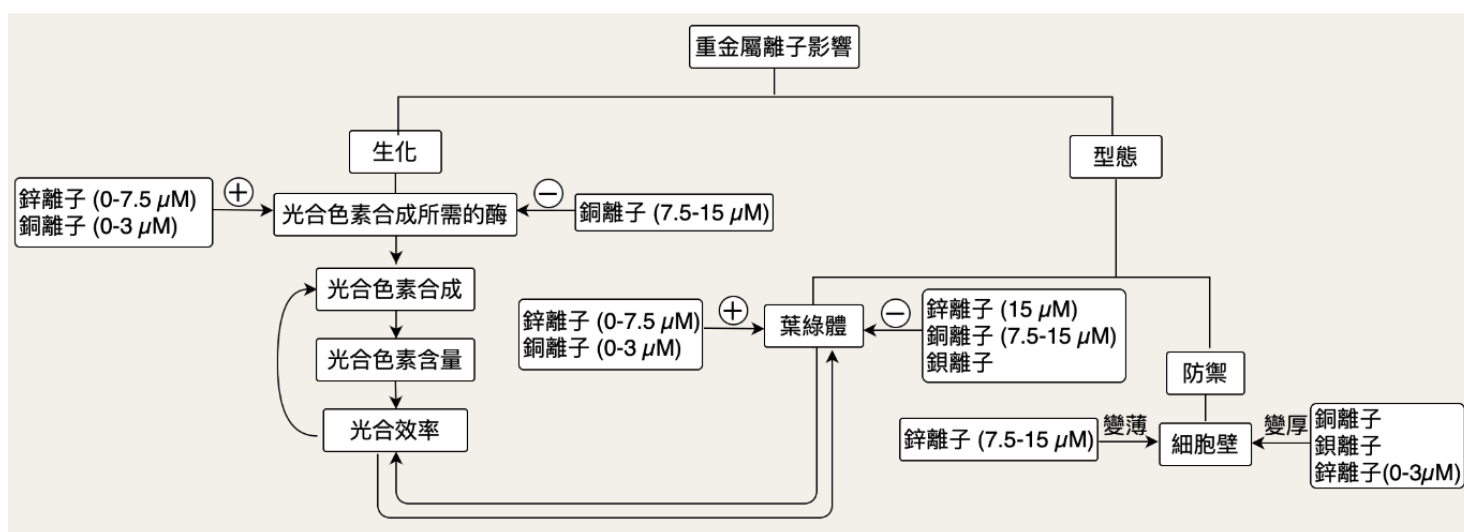 重金屬離子影響
生化
型態
鋅離子 (0-7.5 µM)
銅離子 (0-3 µM)
+
光合色素合成所需的酶
−
銅離子 (7.5-15 µM)
光合色素合成
光合色素含量
光合效率
鋅離子 (0-7.5 µM)
銅離子 (0-3 µM)
+
葉綠體
−
鋅離子 (15 µM)
銅離子 (7.5-15 µM)
鋇離子
防禦
鋅離子 (7.5-15 µM)
變薄
細胞壁
變厚
銅離子
鋇離子
鋅離子(0-3µM)